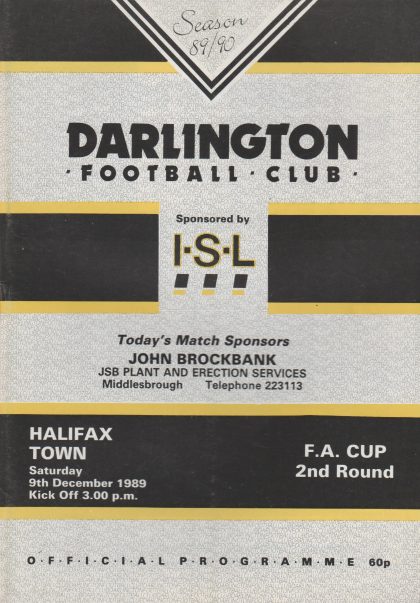 Season
89/90
DARLINGTON
· FOOTBALL · CLUB ·
Sponsored by
I·S·L
Today's Match Sponsors
JOHN BROCKBANK
JSB PLANT AND ERECTION SERVICES
Middlesbrough Telephone 223113
HALIFAX
TOWN
Saturday
9th December 1989
Kick Off 3.00 p.m.
F.A. CUP
2nd Round
O·F·F·I·C·I·A·L P·R·O·G·R·A·M·M·E 60p